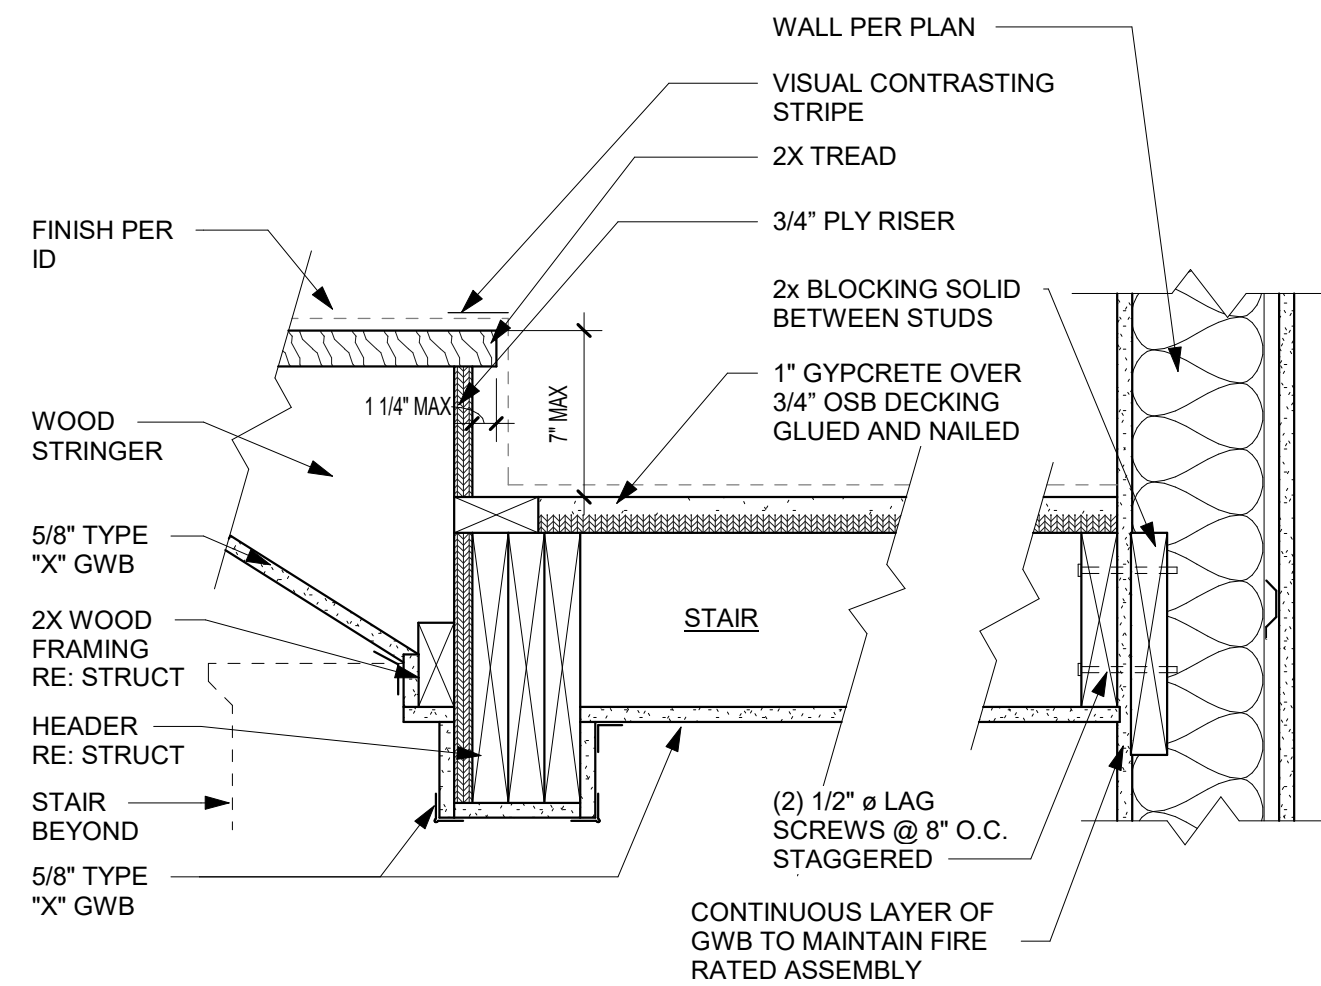 WALL PER PLAN
VISUAL CONTRASTING
STRIPE
2X TREAD
3/4” PLY RISER
FINISH PER
ID
2x BLOCKING SOLID
BETWEEN STUDS
1" GYPCRETE OVER
3/4” OSB DECKING
GLUED AND NAILED
1 1/4" MAX
7" MAX
WOOD
STRINGER
5/8" TYPE
"X" GWB
2X WOOD
FRAMING
RE: STRUCT
STAIR
HEADER
RE: STRUCT
STAIR
BEYOND
5/8" TYPE
"X" GWB
(2) 1/2" ø LAG
SCREWS @ 8" O.C.
STAGGERED
CONTINUOUS LAYER OF
GWB TO MAINTAIN FIRE
RATED ASSEMBLY